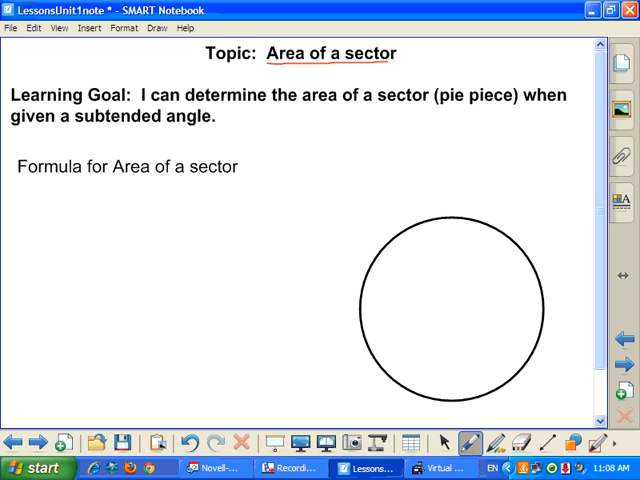 LessonsUnit1note * - SMART Notebook
File Edit View Insert Format Draw Help
Topic: Area of a sector
Learning Goal: I can determine the area of a sector (pie piece) when
given a subtended angle.
Formula for Area of a sector
start Novell-... Recordi... Lessons... Virtual ... EN 11:08 AM